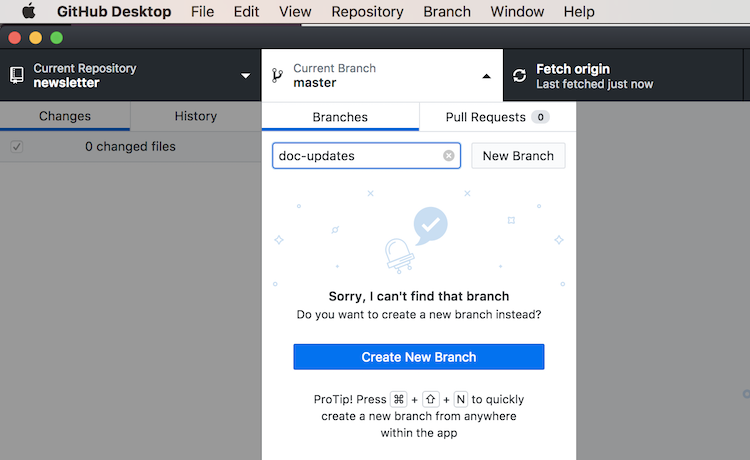 GitHub Desktop File Edit View Repository Branch Window Help
Current Repository
newsletter
Current Branch
master
Fetch origin
Last fetched just now
Changes History
Branches Pull Requests 0
0 changed files
doc-updates New Branch
Sorry, I can't find that branch
Do you want to create a new branch instead?
Create New Branch
ProTip! Press ⌘ + ⇧ + N to quickly
create a new branch from anywhere
within the app